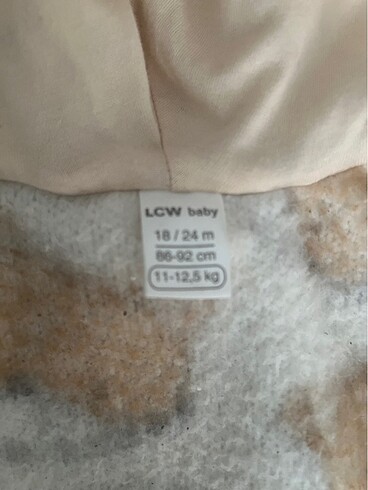 LCW baby
18 / 24 m
86-92 cm
11-12,5 kg